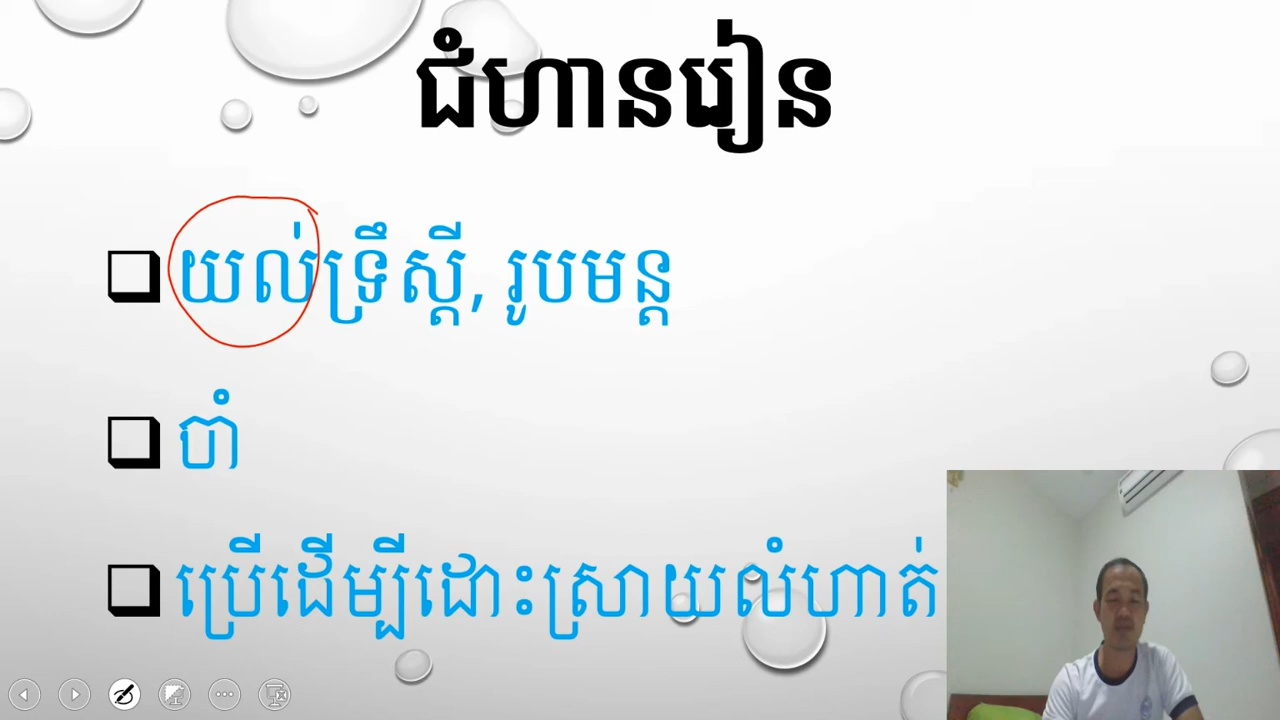 ជំហានរៀន
យល់ទ្រឹស្តី, រូបមន្ត
ចាំ
ប្រើដើម្បីដោះស្រាយលំហាត់